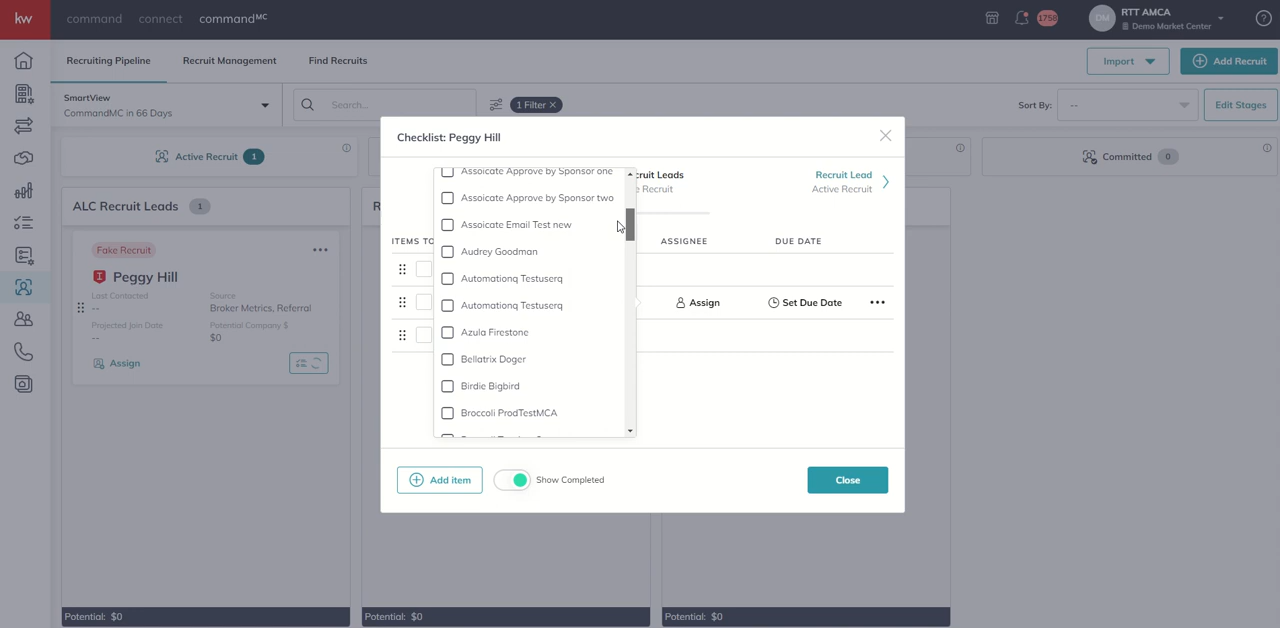 kw
command
connect
commandMC
1758
DM
RTT AMCA
Demo Market Center
Recruiting Pipeline
Recruit Management
Find Recruits
Import
Add Recruit
SmartView
CommandMC in 66 Days
Search...
1 Filter
Sort By:
--
Edit Stages
Active Recruit 1
Committed 0
ALC Recruit Leads 1
R
Fake Recruit
Peggy Hill
Last Contacted
--
Source
Broker Metrics, Referral
Projected Join Date
--
Potential Company $
$0
Assign
Checklist: Peggy Hill
cruit Leads
e Recruit
Recruit Lead
Active Recruit
ITEMS TO
ASSIGNEE
DUE DATE
Assign
Set Due Date
Assoicate Approve by Sponsor one
Assoicate Approve by Sponsor two
Assoicate Email Test new
Audrey Goodman
Automationq Testuserq
Automationq Testuserq
Azula Firestone
Bellatrix Doger
Birdie Bigbird
Broccoli ProdTestMCA
Add item
Show Completed
Close
Potential: $0
Potential: $0
Potential: $0